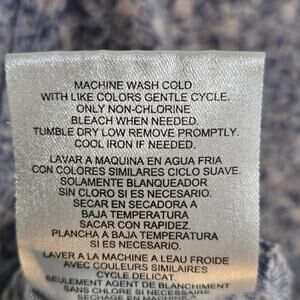 MACHINE WASH COLD
WITH LIKE COLORS GENTLE CYCLE.
ONLY NON-CHLORINE
BLEACH WHEN NEEDED.
TUMBLE DRY LOW REMOVE PROMPTLY.
COOL IRON IF NEEDED.
LAVAR A MAQUINA EN AGUA FRIA
CON COLORES SIMILARES CICLO SUAVE.
SOLAMENTE BLANQUEADOR
SIN CLORO SI ES NECESARIO.
SECAR EN SECADORA A
BAJA TEMPERATURA
SACAR CON RAPIDEZ.
PLANCHA A BAJA TEMPERATURA
SI ES NECESARIO.
LAVER A LA MACHINE A LEAU FROIDE
AVEC COULEURS SIMILAIRES
CYCLE DELICAT.
SEULEMENT AGENT DE BLANCHIMENT
SANS CHLORE SI NECESSAIRE
SECHAGE EN MACHINE A